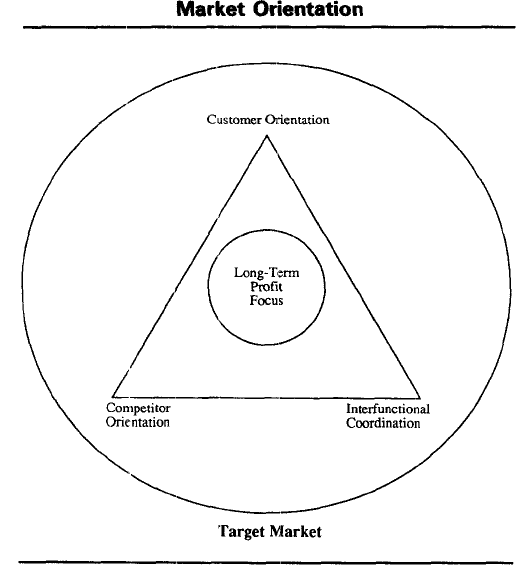 Market Orientation
Customer Orientation
Long-Term
Profit
Focus
Competitor
Orientation
Interfunctional
Coordination
Target Market